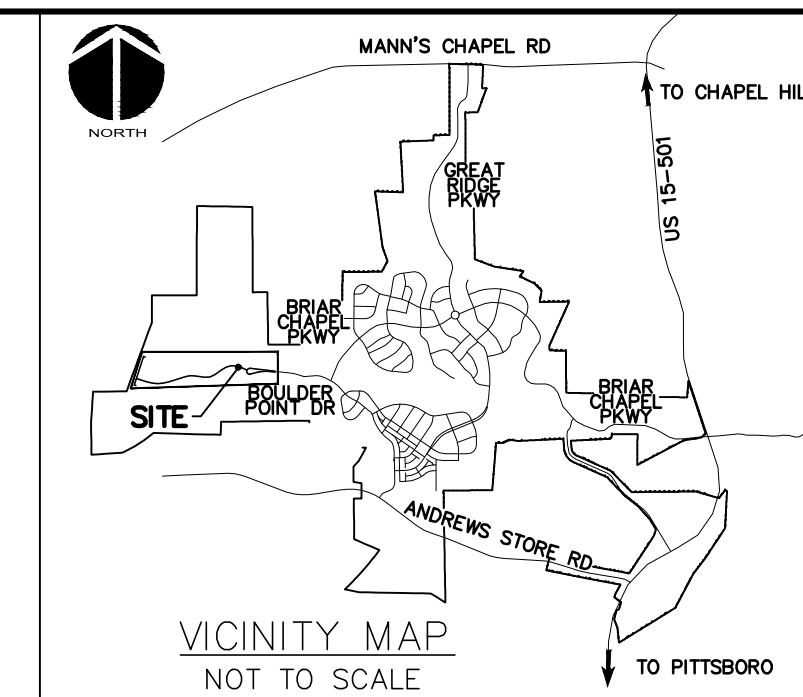 MANN'S CHAPEL RD
TO CHAPEL HIL
NORTH
US 15-501
GREAT
RIDGE
PKWY
BRIAR
CHAPEL
PKWY
BOULDER
POINT DR
SITE
BRIAR
CHAPEL
PKWY
ANDREWS STORE RD
VICINITY MAP
NOT TO SCALE
TO PITTSBORO